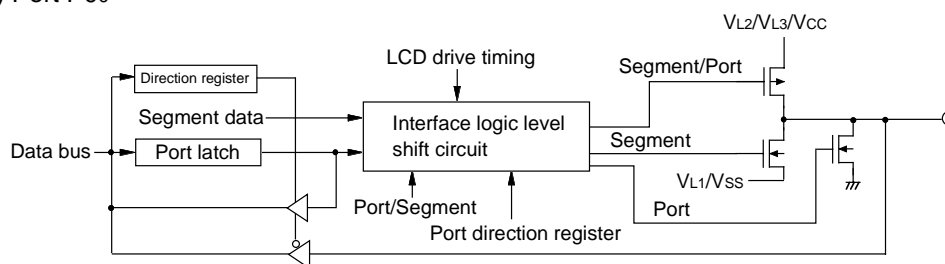 LCD drive timing
VL2/VL3/VCC
Direction register
Segment/Port
Segment data
Interface logic level
shift circuit
Data bus
Port latch
Segment
VL1/VSS
Port/Segment
Port
Port direction register